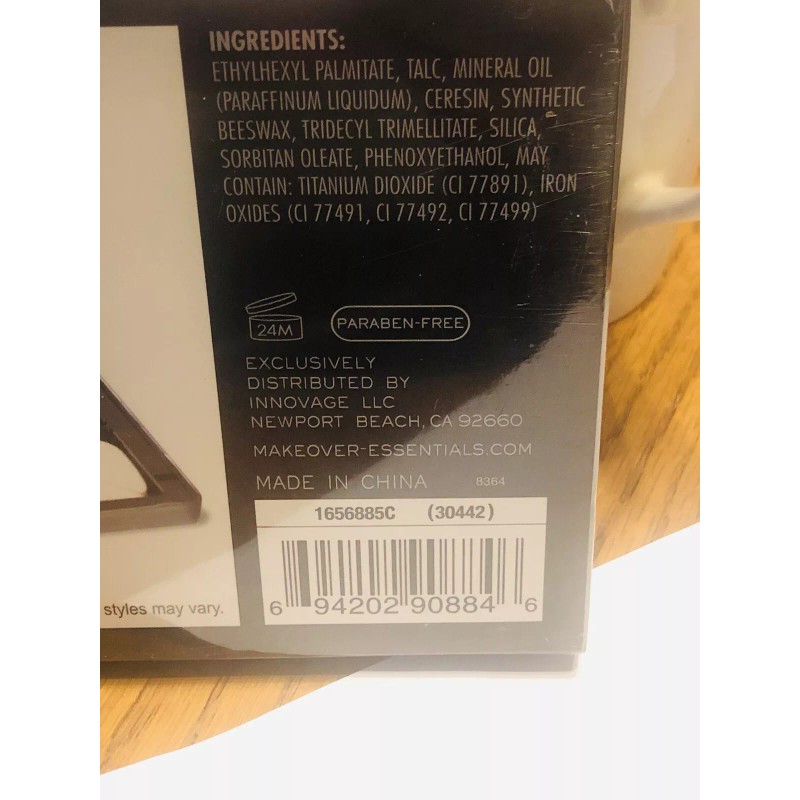 INGREDIENTS:
ETHYLHEXYL PALMITATE, TALC, MINERAL OIL
(PARAFFINUM LIQUIDUM), CERESIN, SYNTHETIC
BEESWAX, TRIDECYL TRIMELLITATE, SILICA,
SORBITAN OLEATE, PHENOXYETHANOL, MAY
CONTAIN: TITANIUM DIOXIDE (CI 77891), IRON
OXIDES (CI 77491, CI 77492, CI 77499)
24M
PARABEN-FREE
EXCLUSIVELY
DISTRIBUTED BY
INNOVAGE LLC
NEWPORT BEACH, CA 92660
MAKEOVER-ESSENTIALS.COM
MADE IN CHINA 8364
1656885C (30442)
6 94202 90884 6
styles may vary.